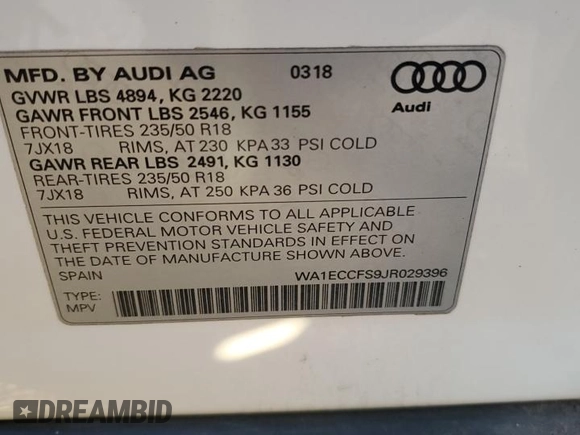 MFD. BY AUDI AG 0318
GVWR LBS 4894, KG 2220
GAWR FRONT LBS 2546, KG 1155
FRONT-TIRES 235/50 R18
7JX18 RIMS, AT 230 KPA 33 PSI COLD
GAWR REAR LBS 2491, KG 1130
REAR-TIRES 235/50 R18
7JX18 RIMS, AT 250 KPA 36 PSI COLD
Audi
THIS VEHICLE CONFORMS TO ALL APPLICABLE
U.S. FEDERAL MOTOR VEHICLE SAFETY AND
THEFT PREVENTION STANDARDS IN EFFECT ON
THE DATE OF MANUFACTURE SHOWN ABOVE.
SPAIN WA1ECCFS9JR029396
TYPE:
MPV
DREAMBID